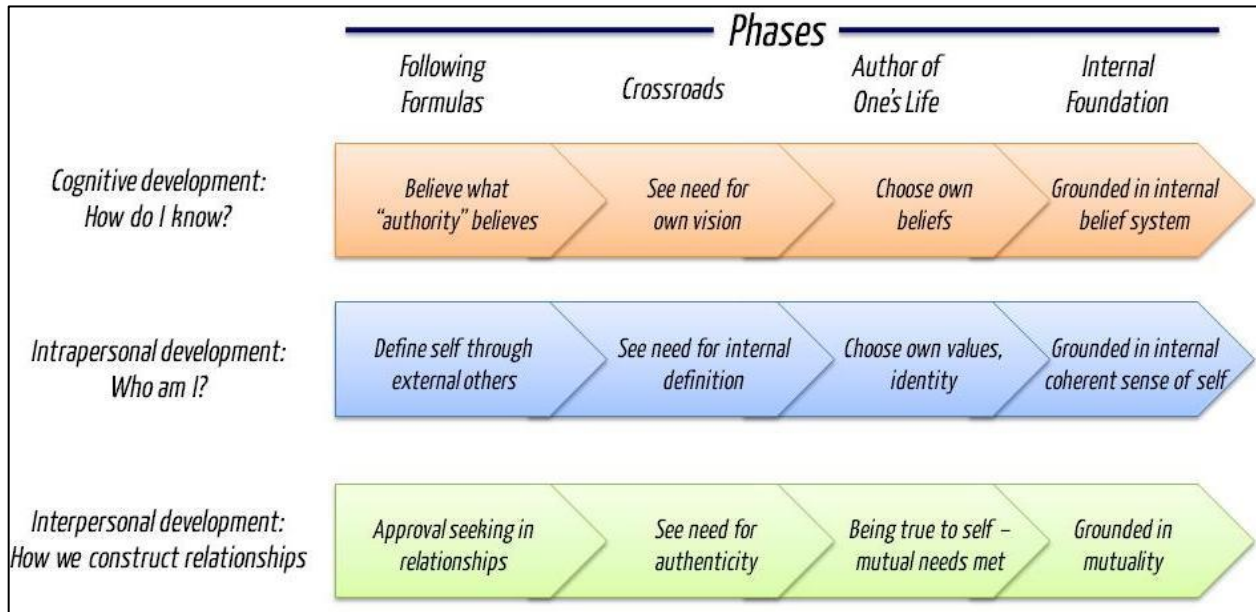 Phases
Following
Formulas
Crossroads
Author of
One's Life
Internal
Foundation
Cognitive development:
How do I know?
Believe what
“authority” believes
See need for
own vision
Choose own
beliefs
Grounded in internal
belief system
Intrapersonal development:
Who am I?
Define self through
external others
See need for internal
definition
Choose own values,
identity
Grounded in internal
coherent sense of self
Interpersonal development:
How we construct relationships
Approval seeking in
relationships
See need for
authenticity
Being true to self –
mutual needs met
Grounded in
mutuality